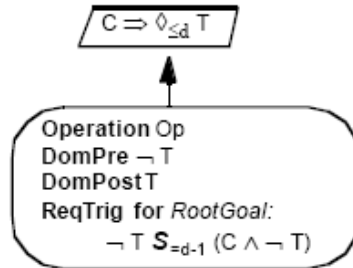 C ⇒ ◊≤d T
Operation Op
DomPre ¬ T
DomPost T
ReqTrig for RootGoal:
¬ T S=d-1 (C ∧ ¬ T)